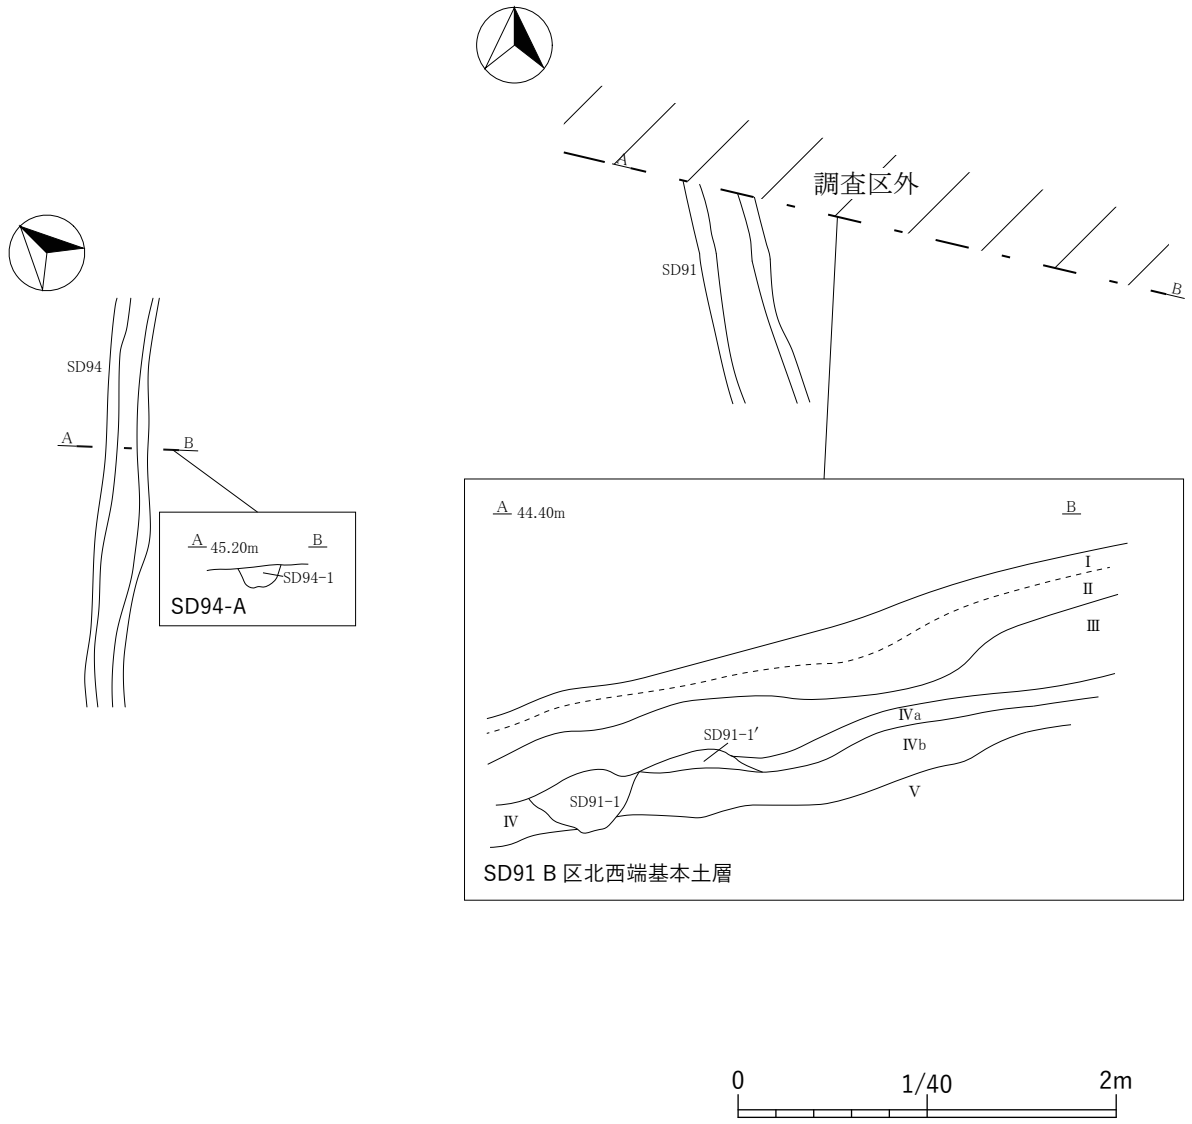 A
調査区外
B
SD91
SD94
A
B
A 45.20m B
SD94-1
SD94-A
A 44.40m B
Ⅰ
Ⅱ
Ⅲ
Ⅳa
SD91-1′
Ⅳb
Ⅴ
SD91-1
Ⅳ
SD91 B 区北西端基本土層
0 1/40 2m